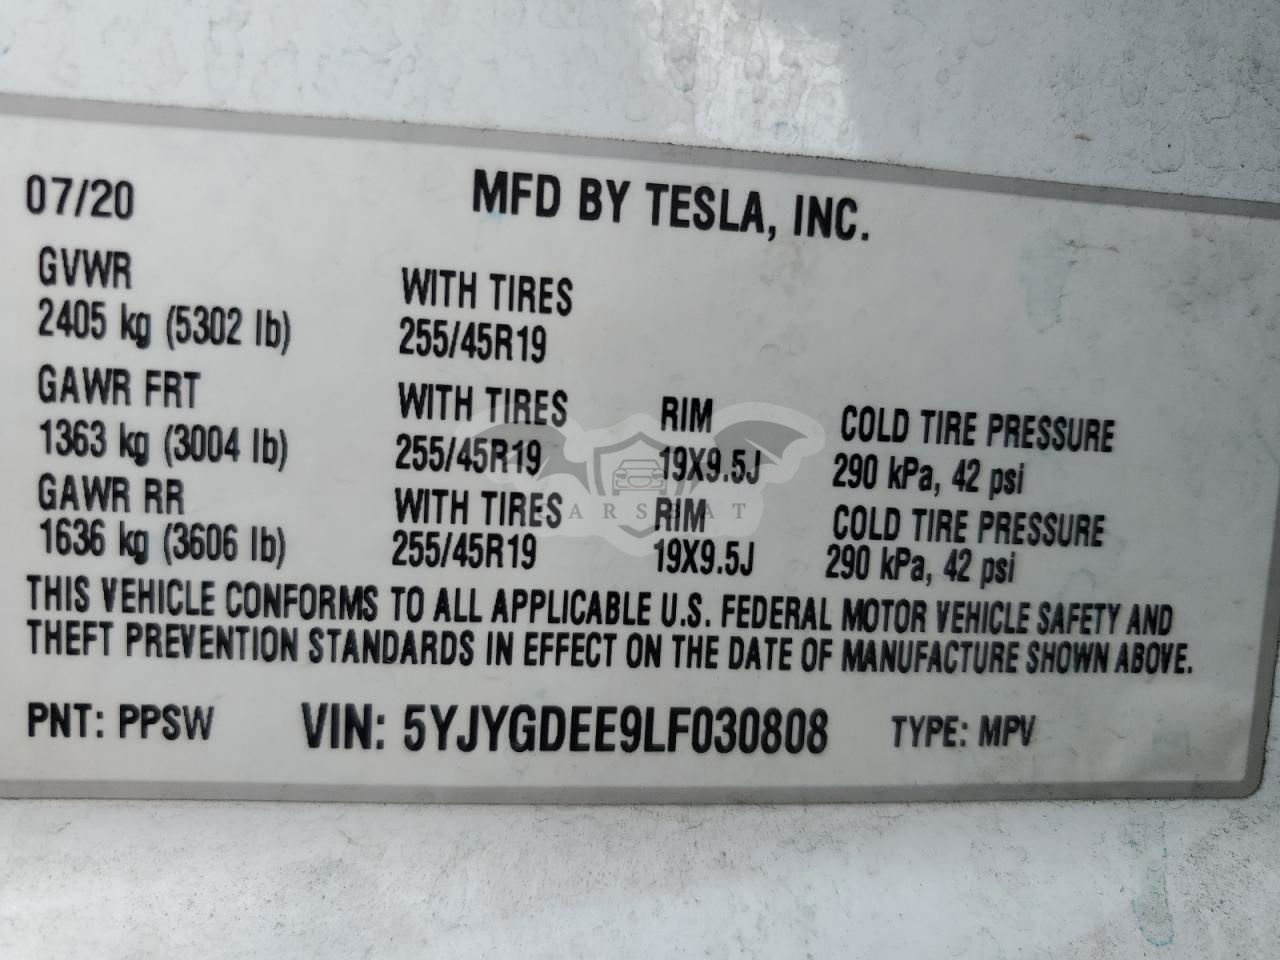 07/20 MFD BY TESLA, INC.
GVWR WITH TIRES
2405 kg (5302 lb) 255/45R19
GAWR FRT WITH TIRES RIM COLD TIRE PRESSURE
1363 kg (3004 lb) 255/45R19 19X9.5J 290 kPa, 42 psi
GAWR RR WITH TIRES RIM COLD TIRE PRESSURE
1636 kg (3606 lb) 255/45R19 19X9.5J 290 kPa, 42 psi
THIS VEHICLE CONFORMS TO ALL APPLICABLE U.S. FEDERAL MOTOR VEHICLE SAFETY AND
THEFT PREVENTION STANDARDS IN EFFECT ON THE DATE OF MANUFACTURE SHOWN ABOVE.
PNT: PPSW VIN: 5YJYGDEE9LF030808 TYPE: MPV